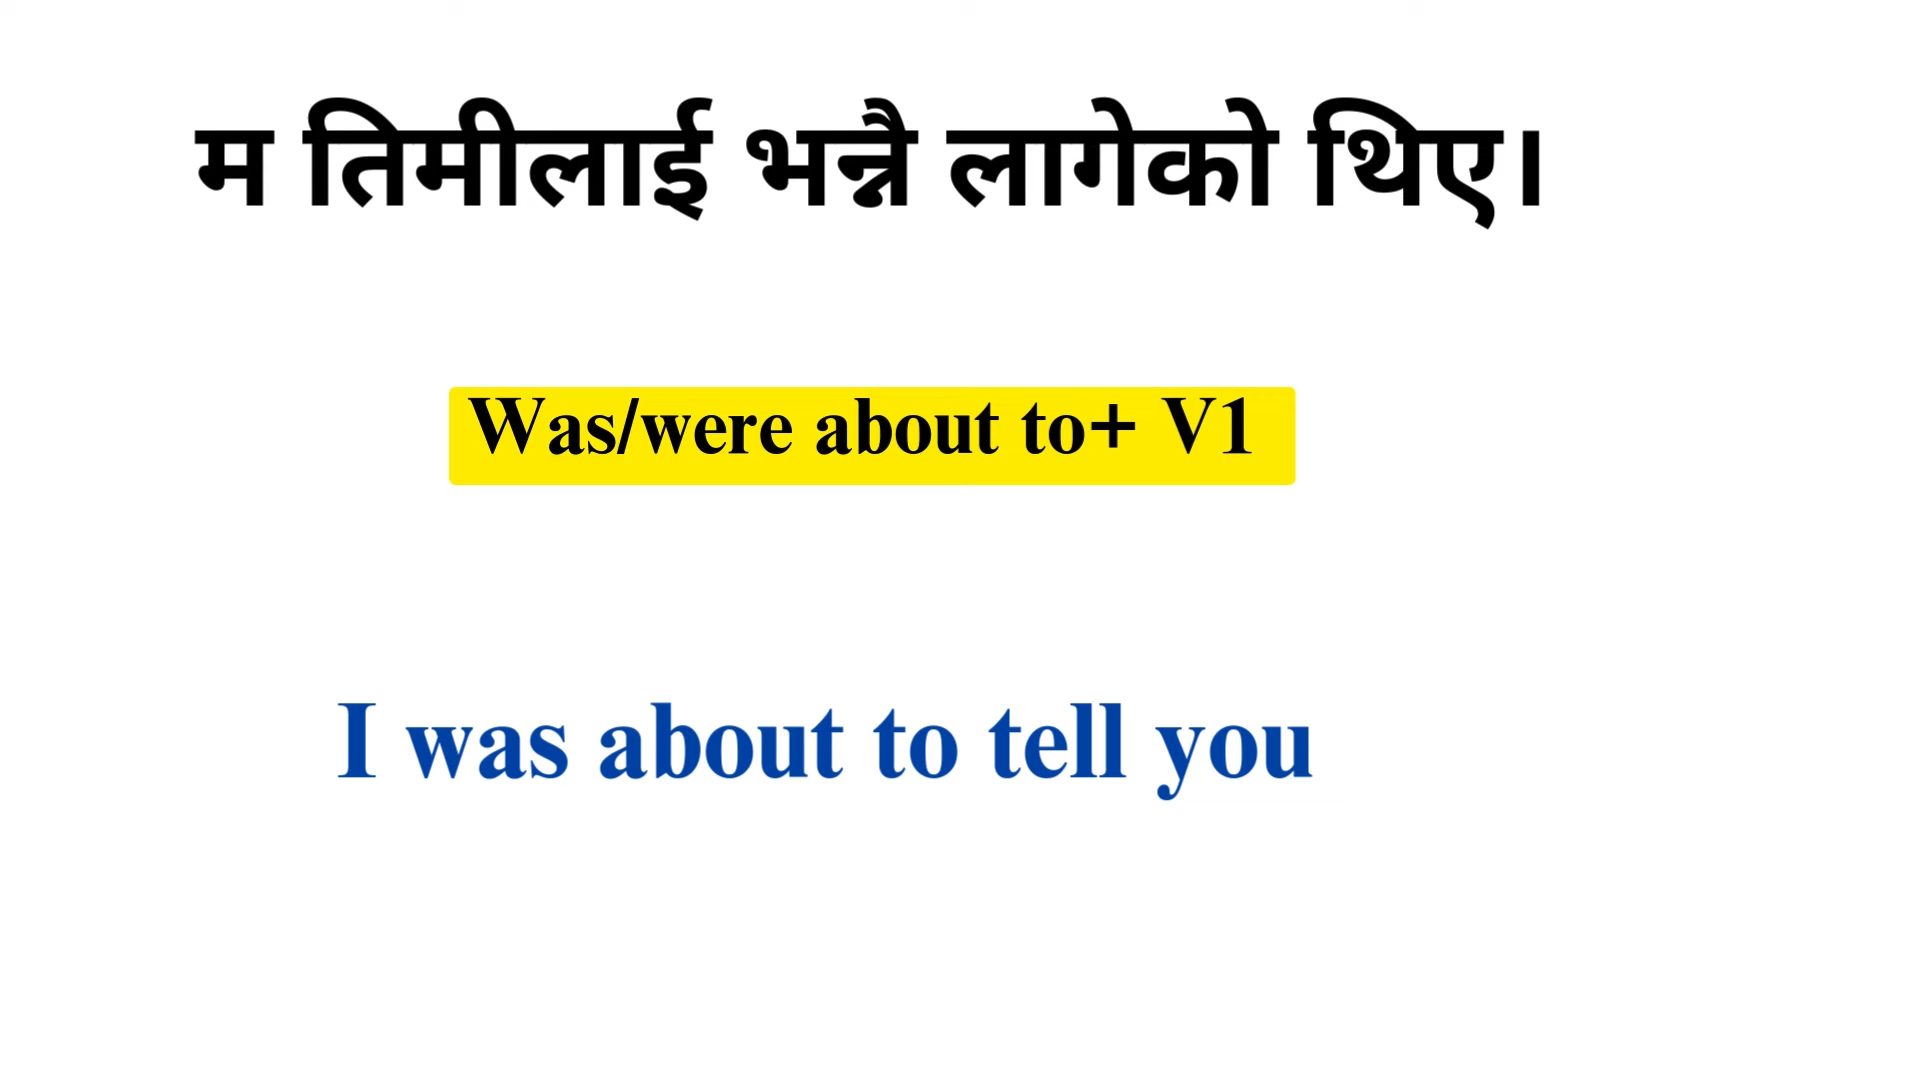 म तिमीलाई भन्नै लागेको थिए।
Was/were about to+ V1
I was about to tell you